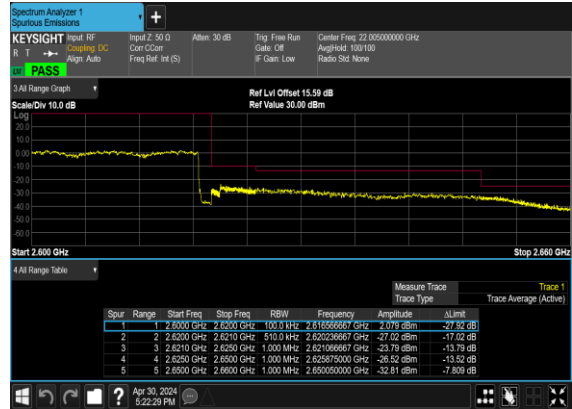 Spectrum Analyzer 1
Spurious Emissions
KEYSIGHT Input: RF Input Z: 50 Ω Atten: 30 dB Trig: Free Run Center Freq: 22.005000000 GHz
R T Coupling: DC Corr CCorr Gate: Off Avg|Hold: 100/100
Align: Auto Freq Ref: Int (S) IF Gain: Low Radio Std: None
PASS
3 All Range Graph
Ref Lvl Offset 15.59 dB
Scale/Div 10.0 dB Ref Value 30.00 dBm
Log
20.0
10.0
0.00
-10.0
-20.0
-30.0
-40.0
-50.0
-60.0
Start 2.600 GHz Stop 2.660 GHz
4 All Range Table
Measure Trace Trace 1
Trace Type Trace Average (Active)
Spur Range Start Freq Stop Freq RBW Frequency Amplitude ΔLimit
1 1 2.6000 GHz 2.6200 GHz 100.0 kHz 2.616566667 GHz 2.079 dBm -27.92 dB
2 2 2.6200 GHz 2.6210 GHz 510.0 kHz 2.620236667 GHz -27.02 dBm -17.02 dB
3 3 2.6210 GHz 2.6250 GHz 1.000 MHz 2.621066667 GHz -23.79 dBm -13.79 dB
4 4 2.6250 GHz 2.6500 GHz 1.000 MHz 2.625875000 GHz -26.52 dBm -13.52 dB
5 5 2.6500 GHz 2.6600 GHz 1.000 MHz 2.650050000 GHz -32.81 dBm -7.809 dB
Apr 30, 2024
5:22:29 PM